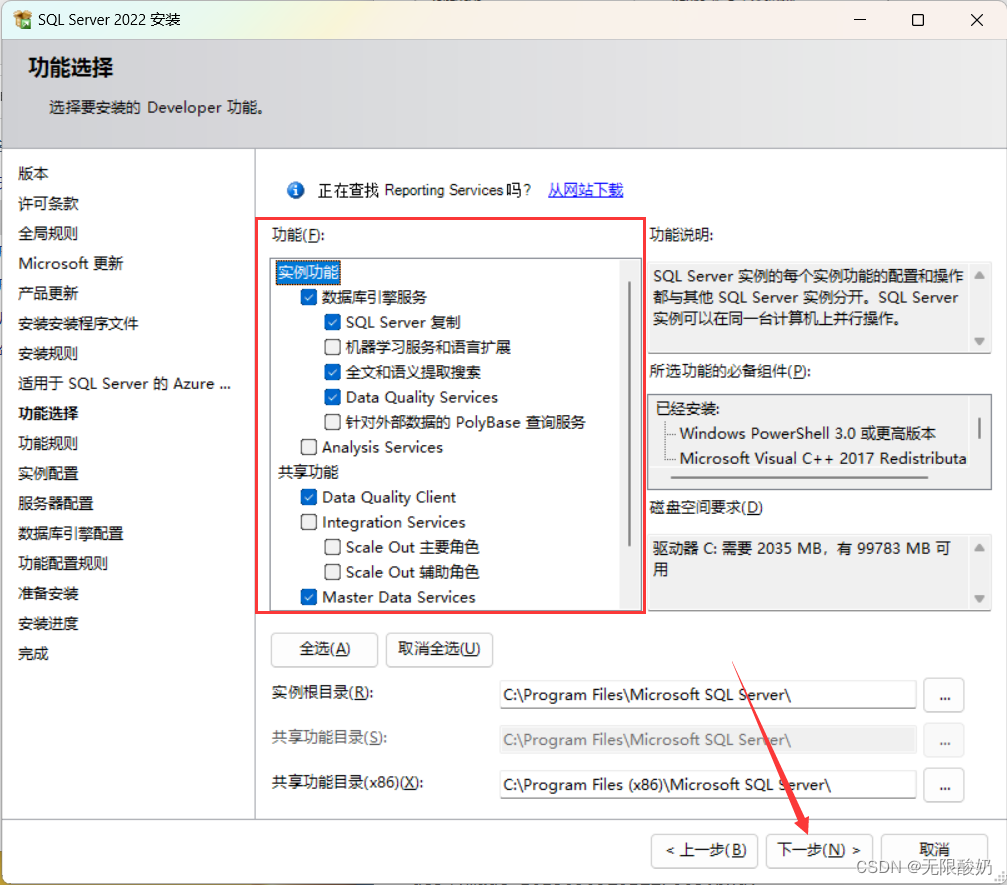 SQL Server 2022 安装
功能选择
选择要安装的 Developer 功能。
版本
许可条款
全局规则
Microsoft 更新
产品更新
安装安装程序文件
安装规则
适用于 SQL Server 的 Azure ...
功能选择
功能规则
实例配置
服务器配置
数据库引擎配置
功能配置规则
准备安装
安装进度
完成
正在查找 Reporting Services 吗? 从网站下载
功能(F):
实例功能
数据库引擎服务
SQL Server 复制
机器学习服务和语言扩展
全文和语义提取搜索
Data Quality Services
针对外部数据的 PolyBase 查询服务
Analysis Services
共享功能
Data Quality Client
Integration Services
Scale Out 主要角色
Scale Out 辅助角色
Master Data Services
功能说明:
SQL Server 实例的每个实例功能的配置和操作
都与其他 SQL Server 实例分开。SQL Server
实例可以在同一台计算机上并行操作。
所选功能的必备组件(P):
已经安装:
Windows PowerShell 3.0 或更高版本
Microsoft Visual C++ 2017 Redistributa
磁盘空间要求(D)
驱动器 C: 需要 2035 MB，有 99783 MB 可
用
全选(A)
取消全选(U)
实例根目录(R):
C:\Program Files\Microsoft SQL Server\
...
共享功能目录(S):
C:\Program Files\Microsoft SQL Server\
...
共享功能目录(x86)(X):
C:\Program Files (x86)\Microsoft SQL Server\
...
< 上一步(B)
下一步(N) >
取消
CSDN @无限酸奶